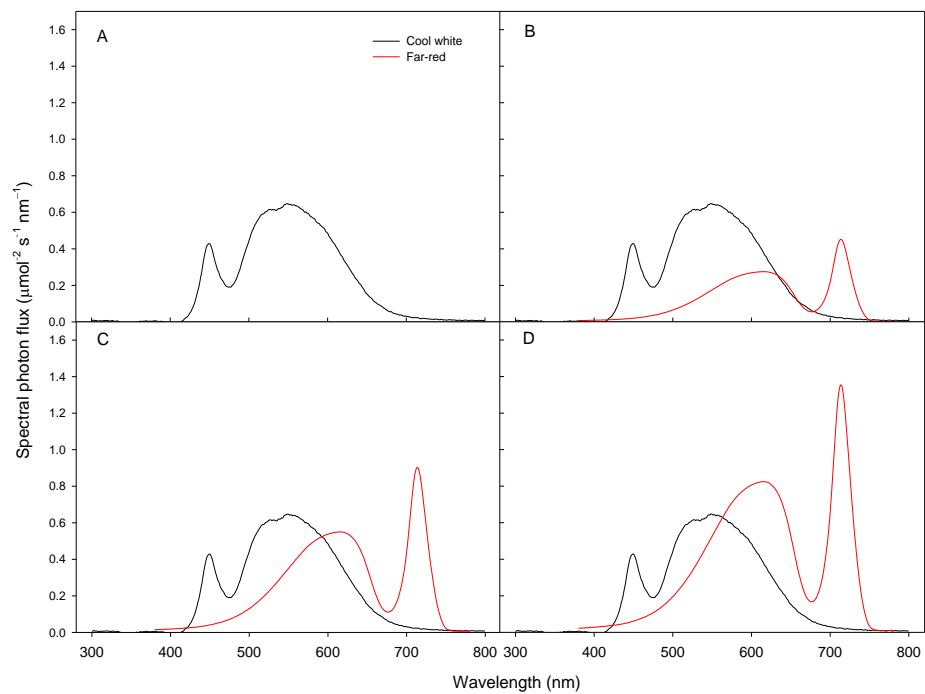 A
Cool white
Far-red
B
1.6
1.4
1.2
1.0
0.8
0.6
0.4
0.2
0.0
C
D
1.6
1.4
1.2
1.0
0.8
0.6
0.4
0.2
0.0
Spectral photon flux (μmol⁻² s⁻¹ nm⁻¹)
300 400 500 600 700 800 300 400 500 600 700 800
Wavelength (nm)